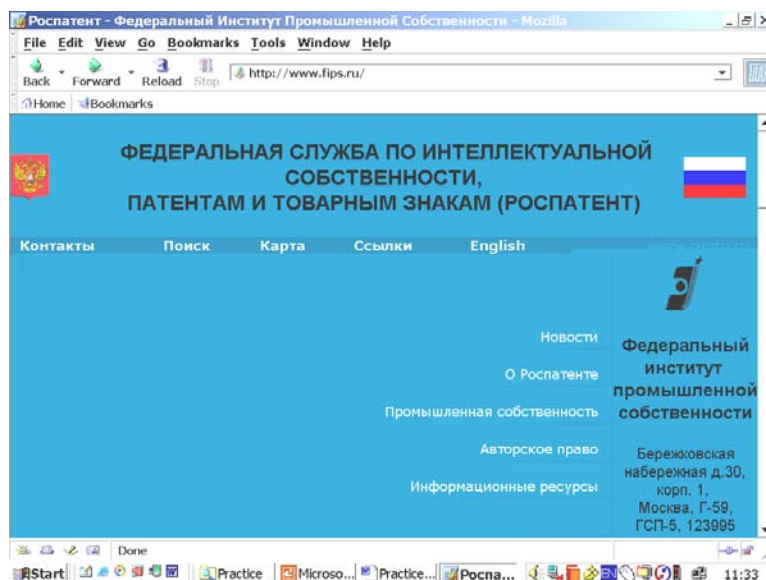 Роспатент - Федеральный Институт Промышленной Собственности - Mozilla
File Edit View Go Bookmarks Tools Window Help
Back Forward Reload Stop http://www.fips.ru/
Home Bookmarks
ФЕДЕРАЛЬНАЯ СЛУЖБА ПО ИНТЕЛЛЕКТУАЛЬНОЙ
СОБСТВЕННОСТИ,
ПАТЕНТАМ И ТОВАРНЫМ ЗНАКАМ (РОСПАТЕНТ)
Контакты Поиск Карта Ссылки English
Новости
О Роспатенте
Промышленная собственность
Авторское право
Информационные ресурсы
Федеральный
институт
промышленной
собственности
Бережковская
набережная д.30,
корп. 1,
Москва, Г-59,
ГСП-5, 123995
Done
Start Practice Microso... Practice... Роспа... EN 11:33